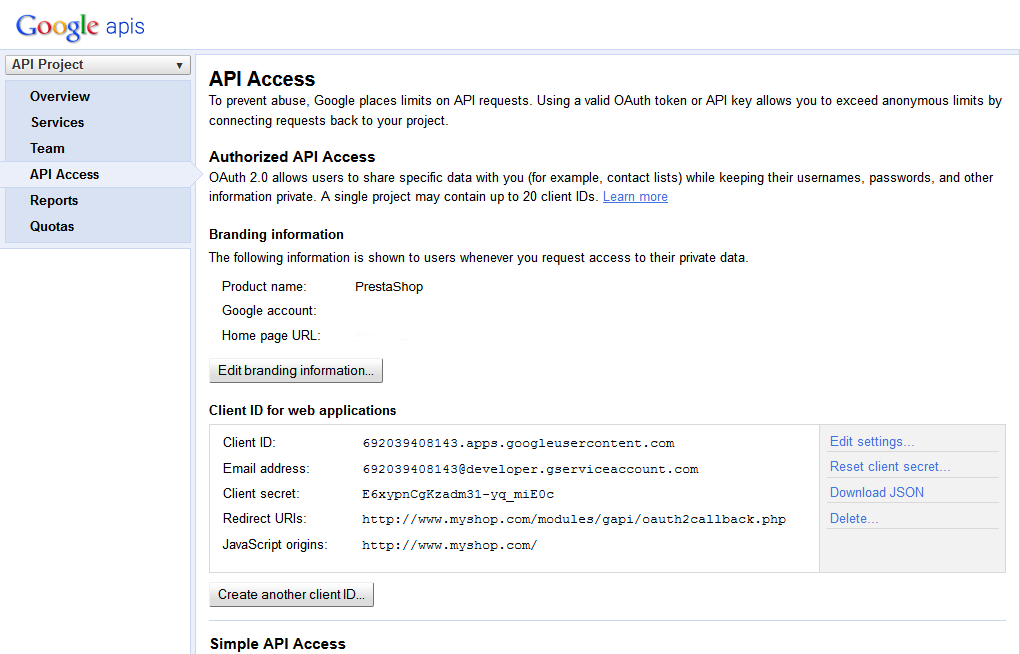 Google apis
API Project
Overview
Services
Team
API Access
Reports
Quotas
API Access
To prevent abuse, Google places limits on API requests. Using a valid OAuth token or API key allows you to exceed anonymous limits by
connecting requests back to your project.
Authorized API Access
OAuth 2.0 allows users to share specific data with you (for example, contact lists) while keeping their usernames, passwords, and other
information private. A single project may contain up to 20 client IDs. Learn more
Branding information
The following information is shown to users whenever you request access to their private data.
Product name: PrestaShop
Google account:
Home page URL:
Edit branding information...
Client ID for web applications
Client ID: 692039408143.apps.googleusercontent.com
Email address: 692039408143@developer.gserviceaccount.com
Client secret: E6xypnCgKzadm31-yq_miE0c
Redirect URIs: http://www.myshop.com/modules/gapi/oauth2callback.php
JavaScript origins: http://www.myshop.com/
Edit settings...
Reset client secret...
Download JSON
Delete...
Create another client ID...
Simple API Access